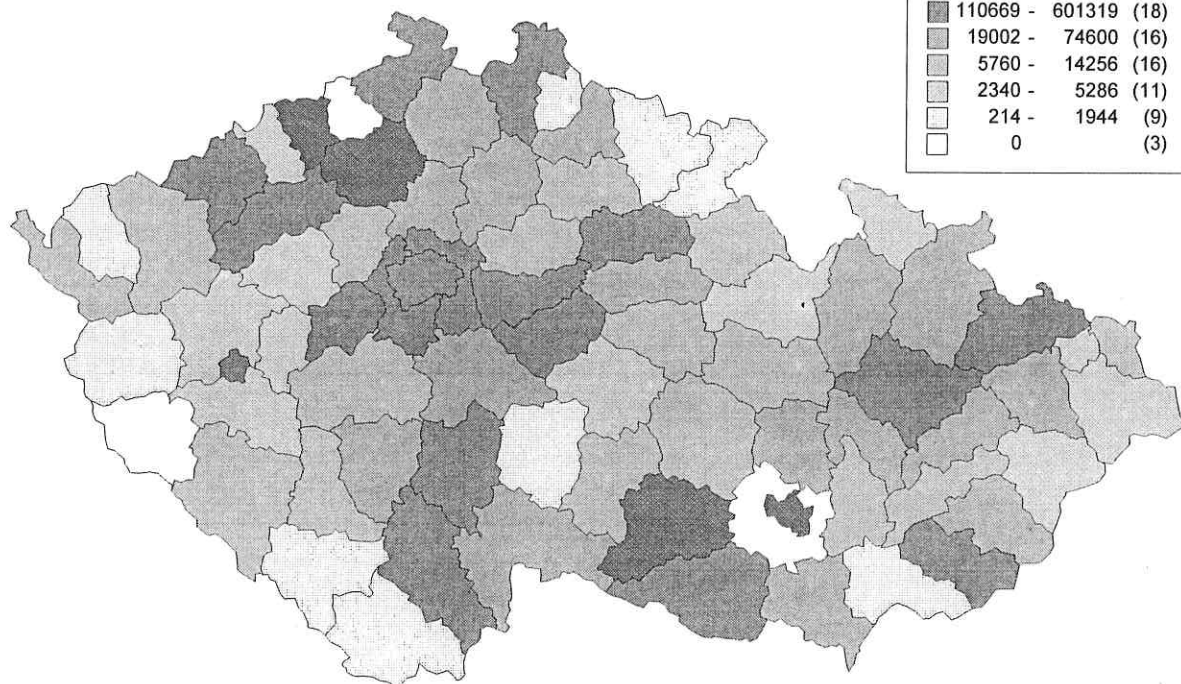 110669 - 601319 (18)
19002 - 74600 (16)
5760 - 14256 (16)
2340 - 5286 (11)
214 - 1944 (9)
0 (3)